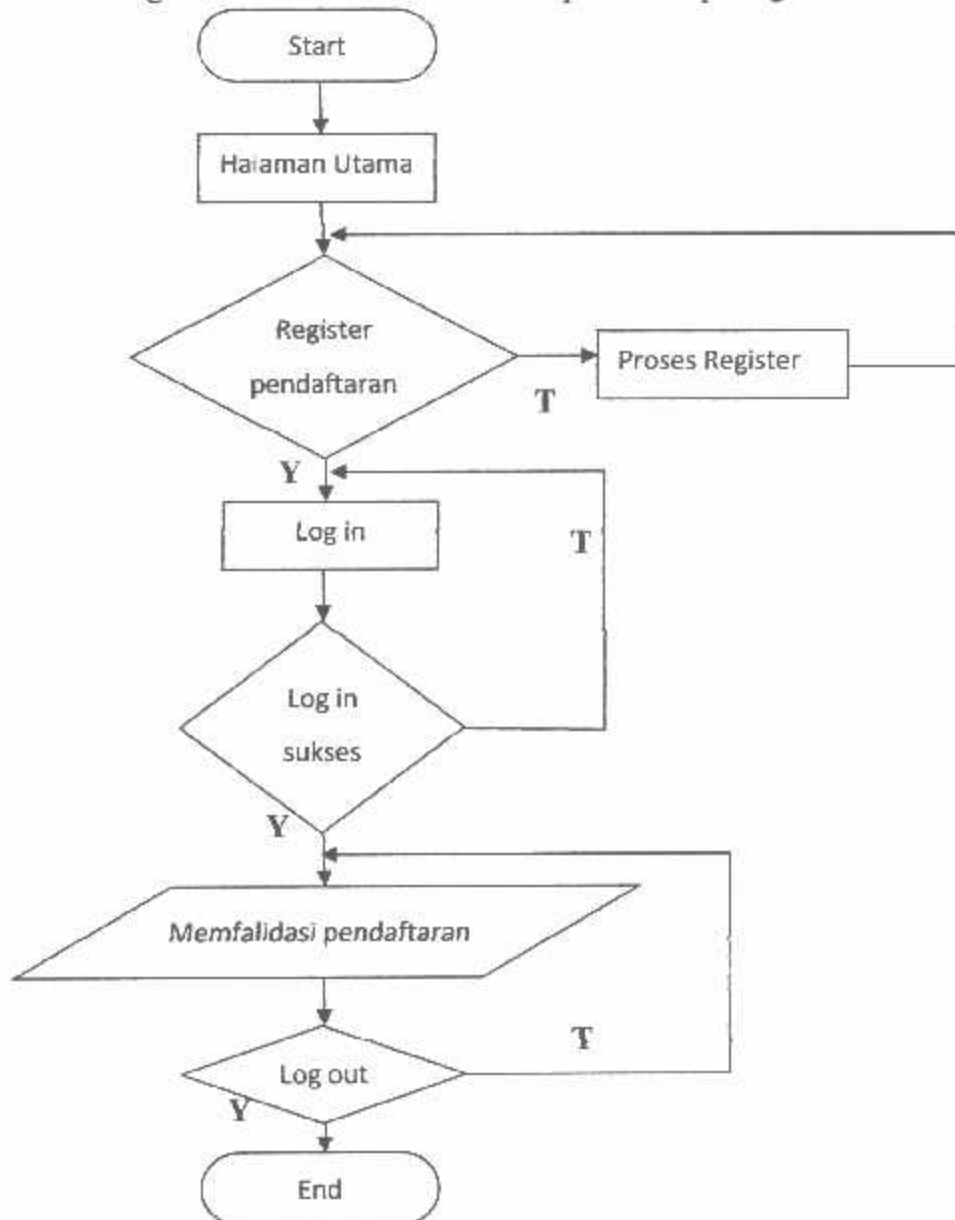 Start
Halaman Utama
Register
pendaftaran
T
Proses Register
Y
Log in
T
Log in
sukses
Y
Memfalidasi pendaftaran
Log out
T
Y
End